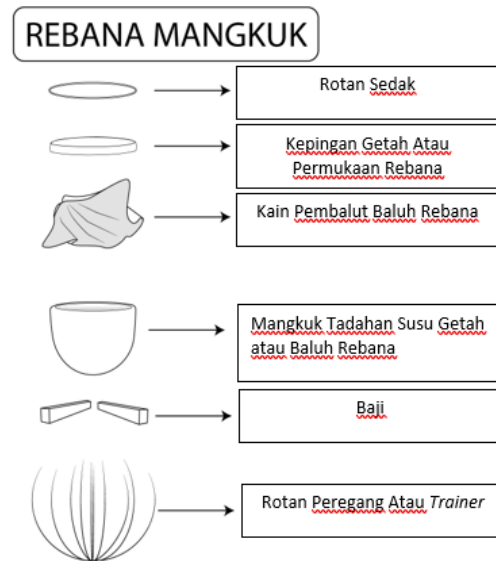 REBANA MANGKUK
Rotan Sedak
Kepingan Getah Atau
Permukaan Rebana
Kain Pembalut Baluh Rebana
Mangkuk Tadahan Susu Getah
atau Baluh Rebana
Baji
Rotan Peregang Atau Trainer